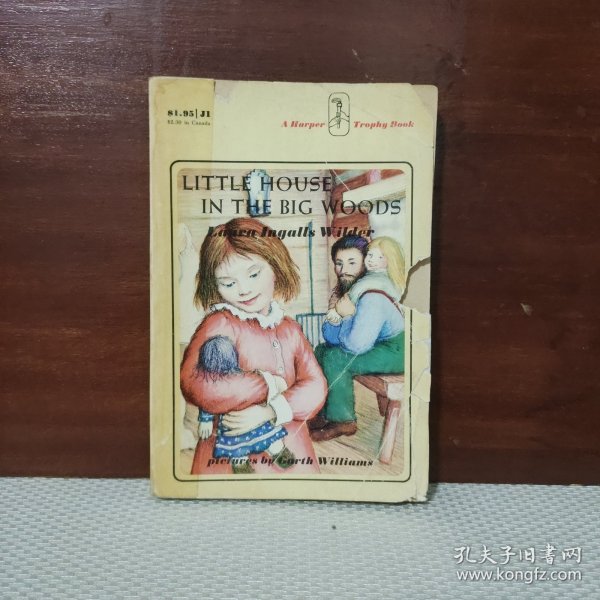 $1.95|J1
$2.50 in Canada
A Harper Trophy Book
LITTLE HOUSE
IN THE BIG WOODS
Laura Ingalls Wilder
pictures by Garth Williams
孔夫子旧书网
www.kongfz.com